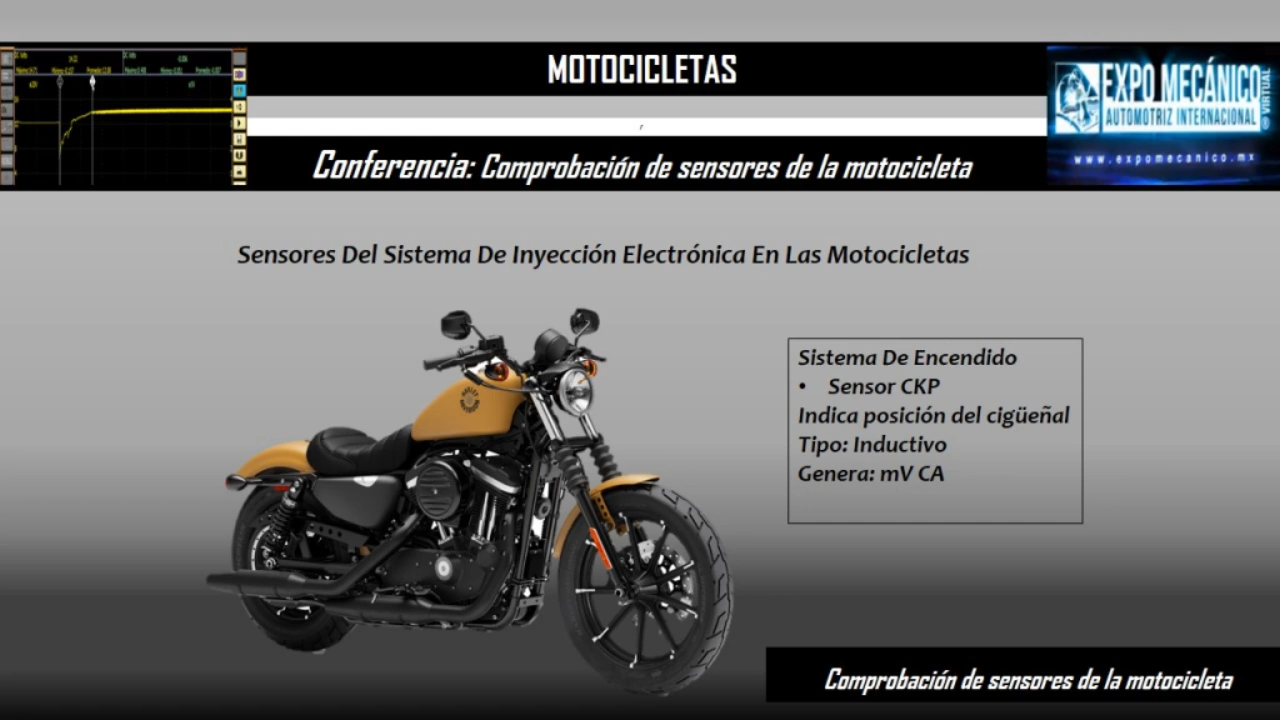 MOTOCICLETAS
EXPO MECÁNICO
AUTOMOTRIZ INTERNACIONAL
VIRTUAL
www.expomecanico.mx
Conferencia: Comprobación de sensores de la motocicleta
Sensores Del Sistema De Inyección Electrónica En Las Motocicletas
Sistema De Encendido
• Sensor CKP
Indica posición del cigüeñal
Tipo: Inductivo
Genera: mV CA
Comprobación de sensores de la motocicleta